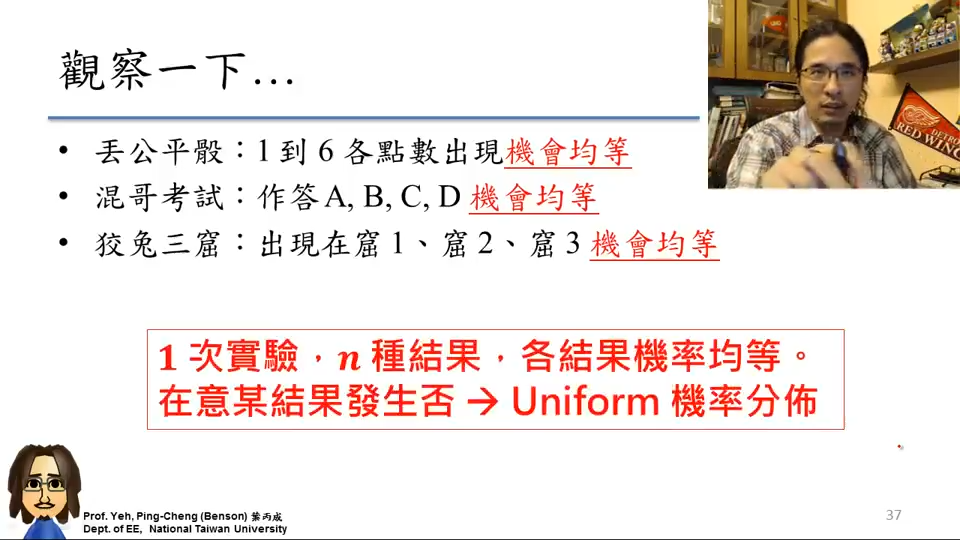 觀察一下…
• 丟公平骰：1 到 6 各點數出現機會均等
• 混哥考試：作答 A, B, C, D 機會均等
• 狡兔三窟：出現在窟 1、窟 2、窟 3 機會均等
1 次實驗，n 種結果，各結果機率均等。
在意某結果發生否 → Uniform 機率分佈
DETROIT
RED WINGS
Prof. Yeh, Ping-Cheng (Benson) 葉丙成
Dept. of EE, National Taiwan University
37